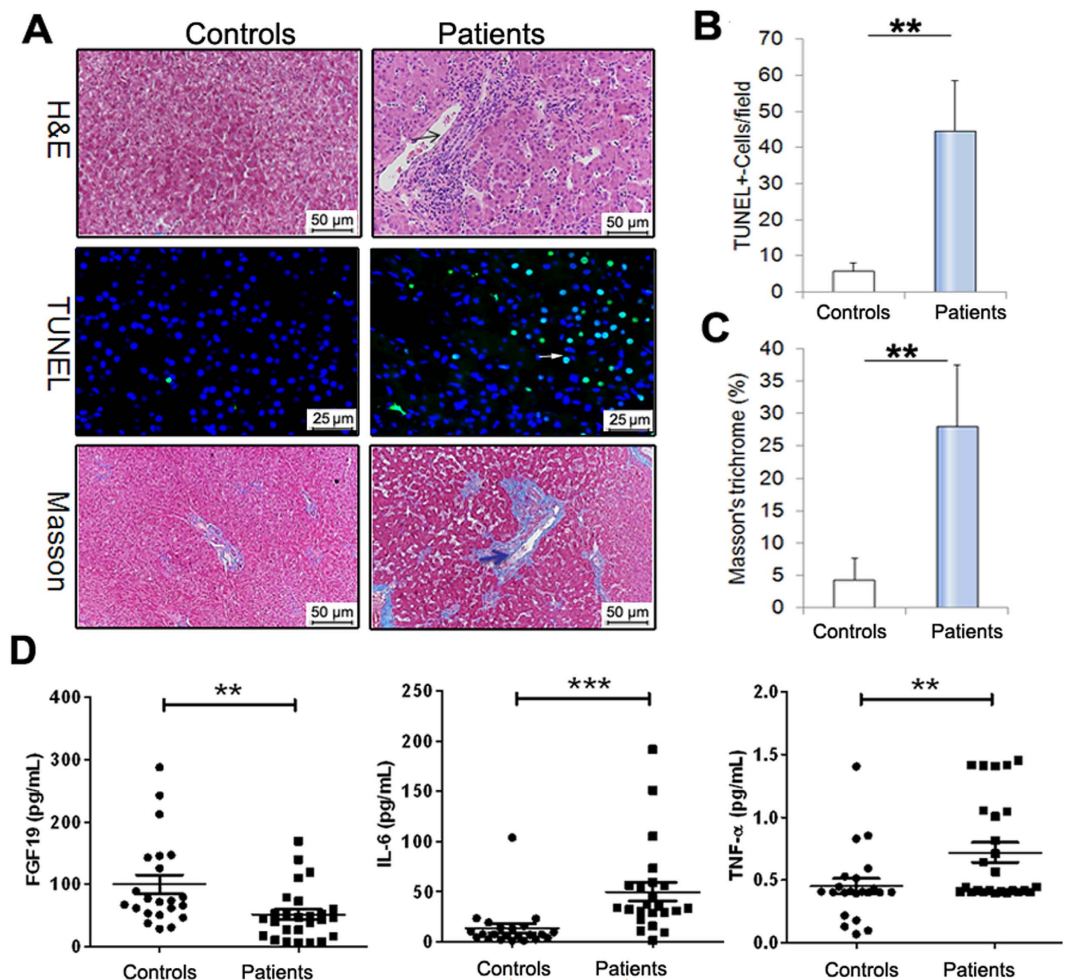 A
Controls
Patients
H&E
50 µm
50 µm
TUNEL
25 µm
25 µm
Masson
50 µm
50 µm
B
**
TUNEL+-Cells/field
70
60
50
40
30
20
10
0
Controls
Patients
C
**
Masson's trichrome (%)
40
35
30
25
20
15
10
5
0
Controls
Patients
D
**
FGF19 (pg/mL)
400
300
200
100
0
Controls
Patients
***
IL-6 (pg/mL)
250
200
150
100
50
0
Controls
Patients
**
TNF-α (pg/mL)
2.0
1.5
1.0
0.5
0.0
Controls
Patients